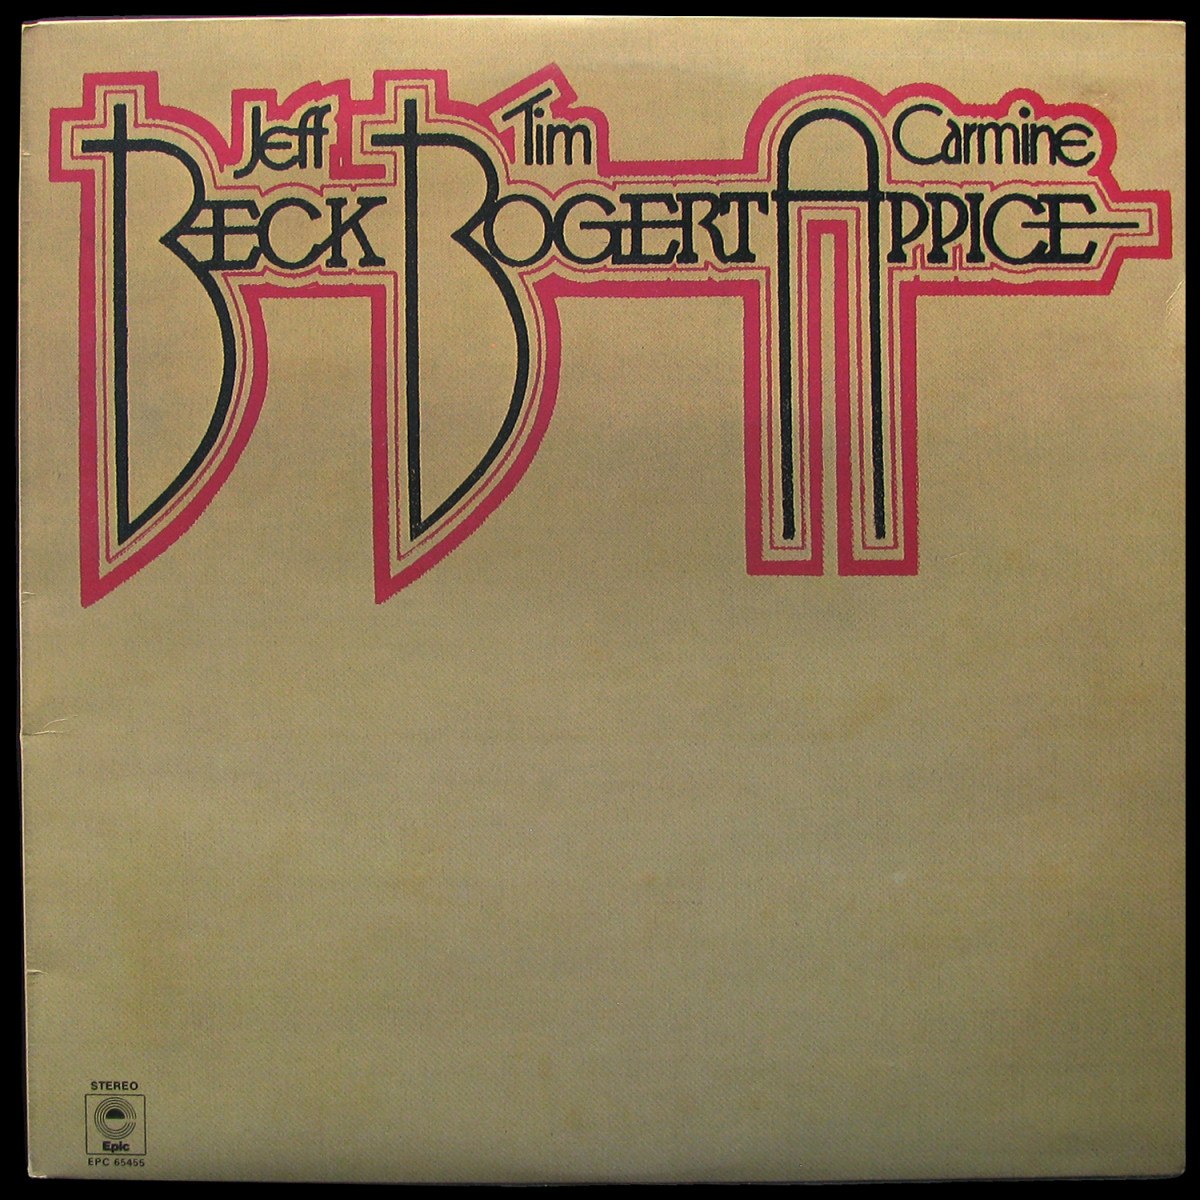 Jeff Tim Carmine
BECK BOGERT APPICE
STEREO
Epic
EPC 65455